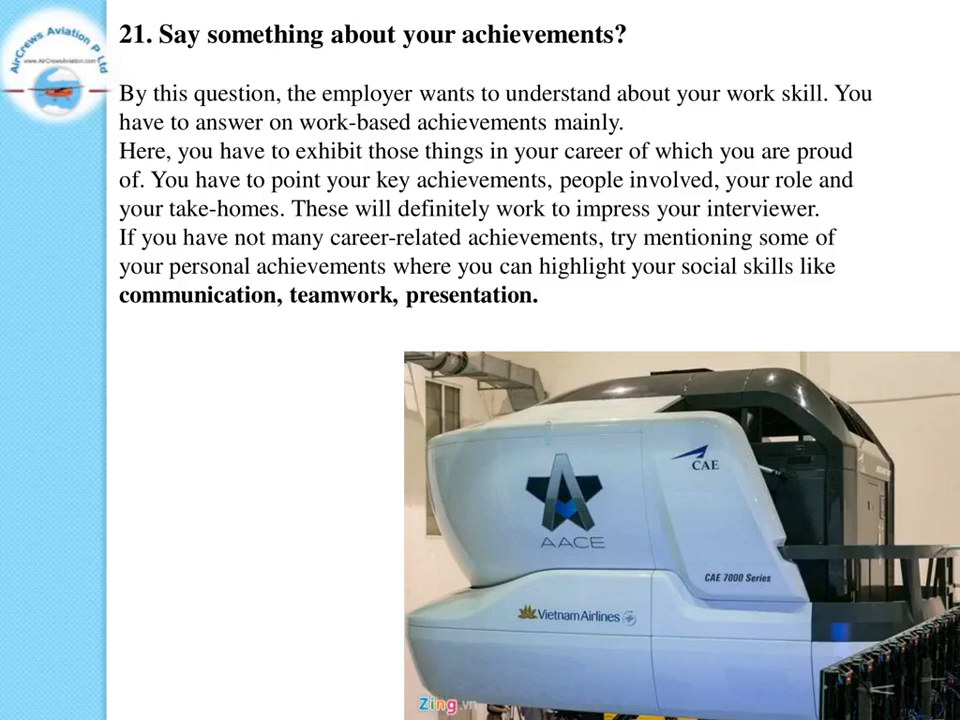 AirCrews Aviation P Ltd
www.AirCrewsAviation.com
21. Say something about your achievements?
By this question, the employer wants to understand about your work skill. You
have to answer on work-based achievements mainly.
Here, you have to exhibit those things in your career of which you are proud
of. You have to point your key achievements, people involved, your role and
your take-homes. These will definitely work to impress your interviewer.
If you have not many career-related achievements, try mentioning some of
your personal achievements where you can highlight your social skills like
communication, teamwork, presentation.
CAE
AACE
CAE 7000 Series
Vietnam Airlines
Zing.vn